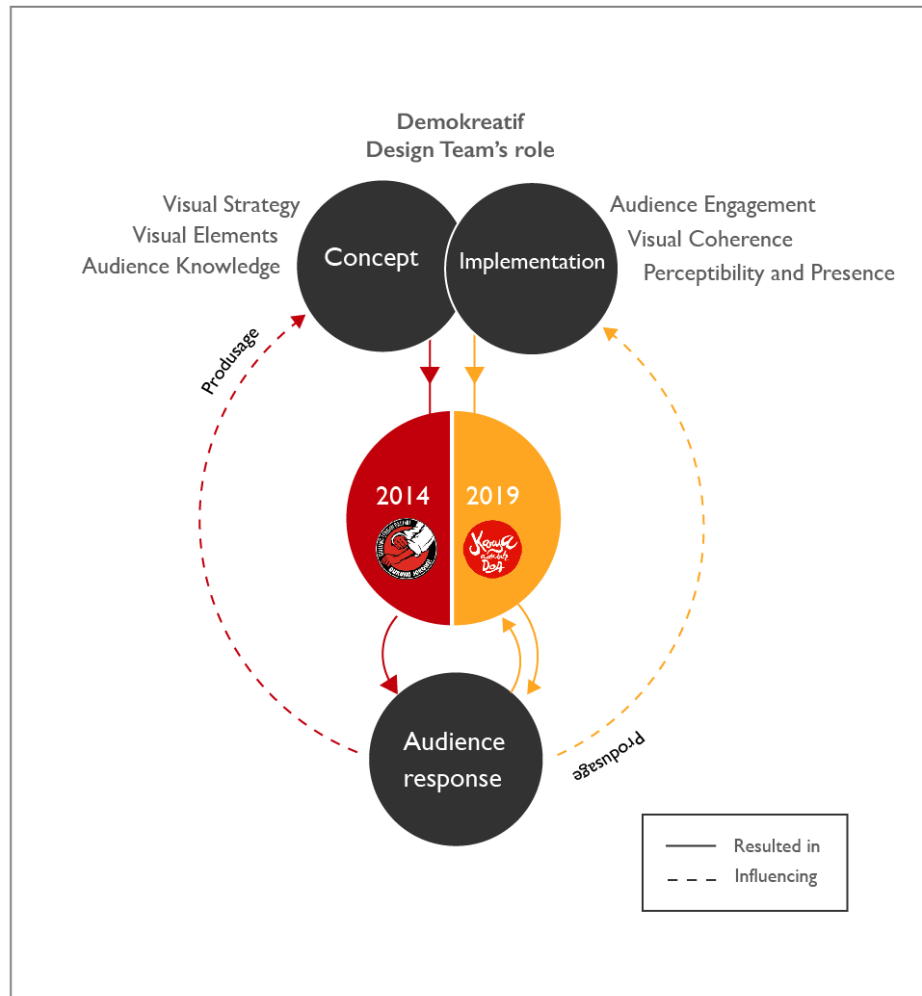 Demokreatif
Design Team's role
Visual Strategy
Visual Elements
Audience Knowledge
Concept
Implementation
Audience Engagement
Visual Coherence
Perceptibility and Presence
Produsage
2014
2019
Kerja
Audience
response
Produsage
Resulted in
Influencing